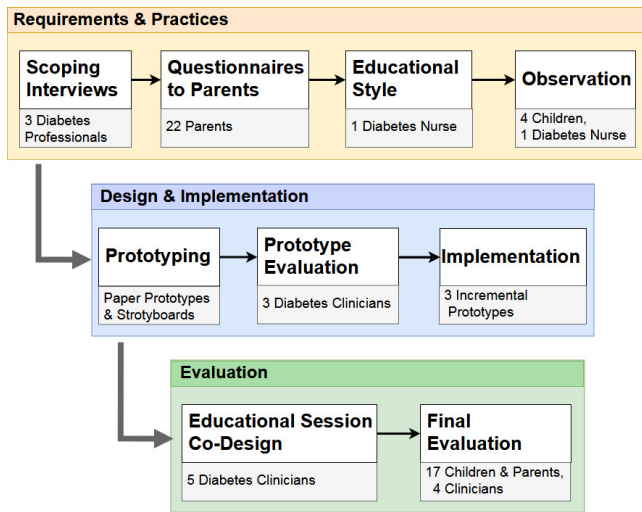 Requirements & Practices
Scoping
Interviews
3 Diabetes
Professionals
Questionnaires
to Parents
22 Parents
Educational
Style
1 Diabetes Nurse
Observation
4 Children,
1 Diabetes Nurse
Design & Implementation
Prototyping
Paper Prototypes
& Strotyboards
Prototype
Evaluation
3 Diabetes Clinicians
Implementation
3 Incremental
Prototypes
Evaluation
Educational Session
Co-Design
5 Diabetes Clinicians
Final
Evaluation
17 Children & Parents,
4 Clinicians